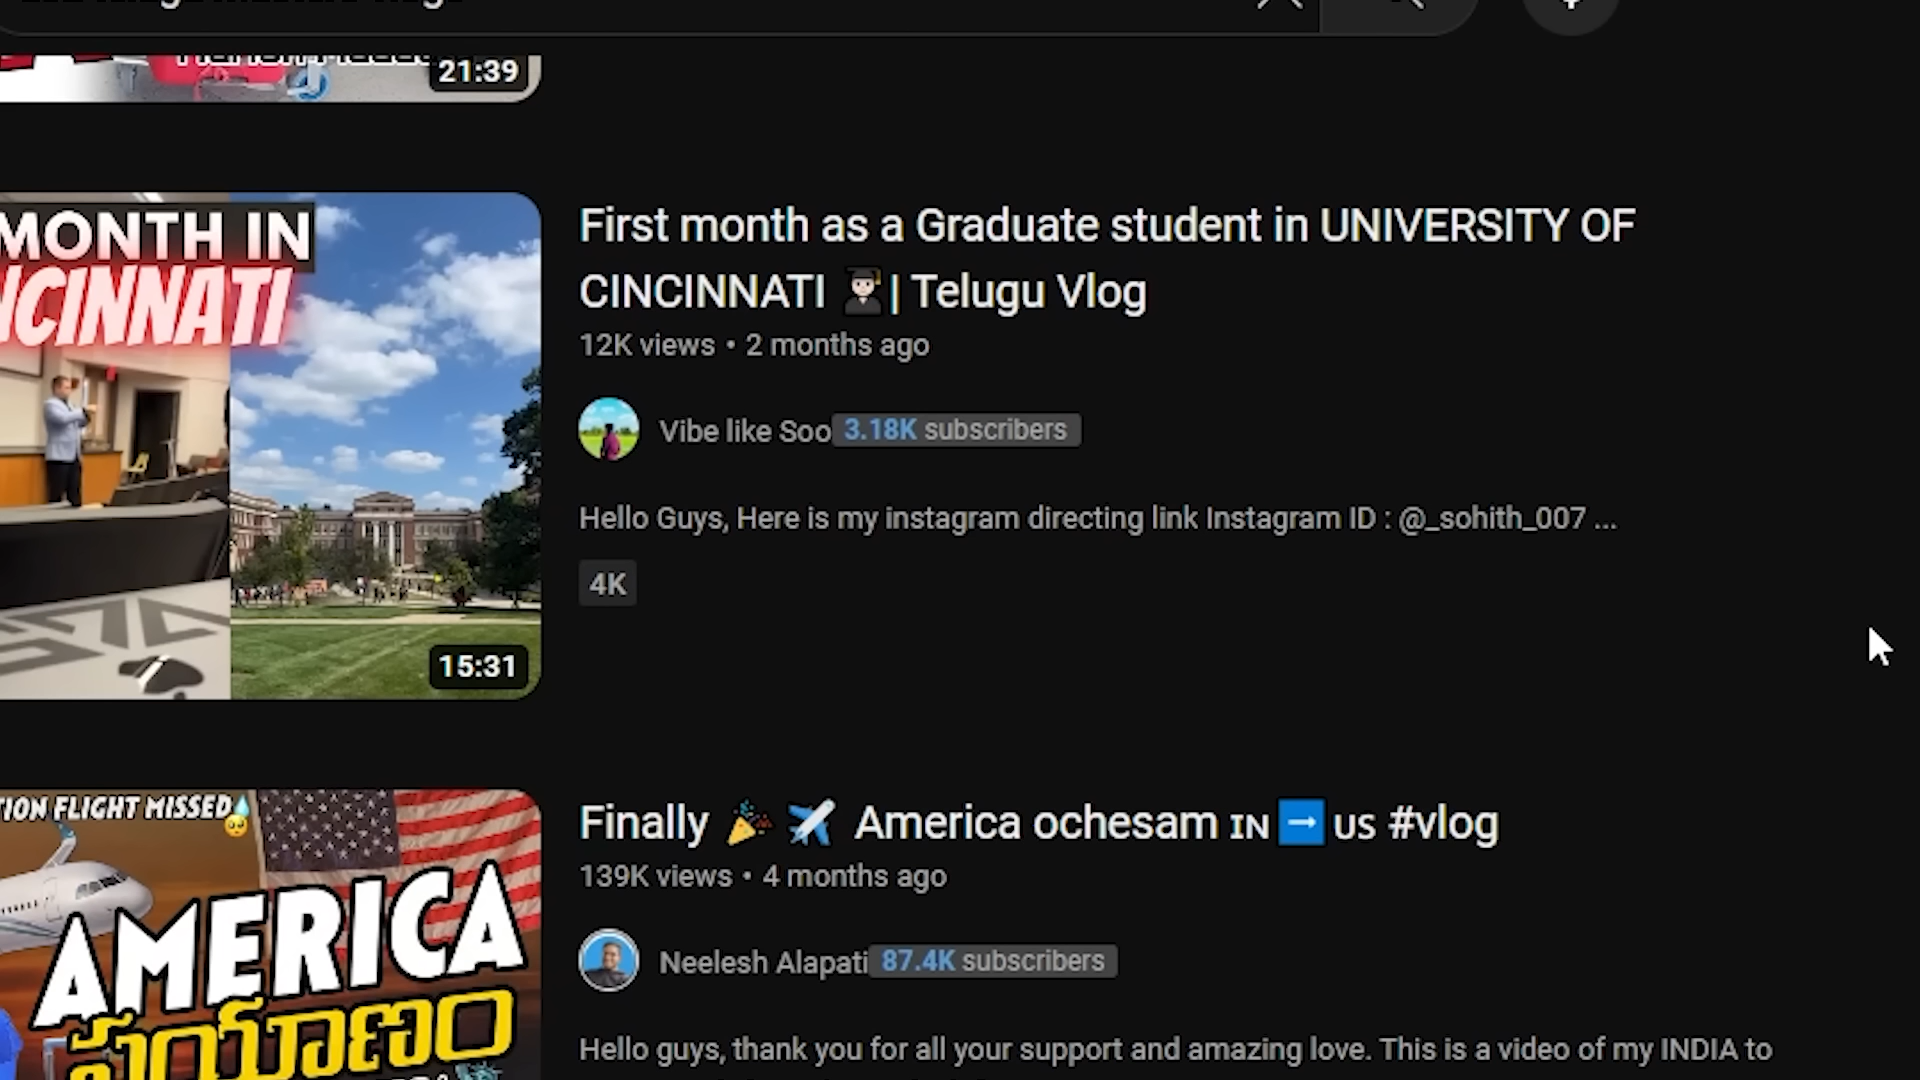 21:39
MONTH IN
NCINNATI
15:31
First month as a Graduate student in UNIVERSITY OF
CINCINNATI 👨🏻‍🎓| Telugu Vlog
12K views • 2 months ago
Vibe like Soo 3.18K subscribers
Hello Guys, Here is my instagram directing link Instagram ID : @_sohith_007 ...
4K
TION FLIGHT MISSED
AMERICA
ప్రయాణం
Finally 🎉 ✈️ America ochesam IN ➡️ US #vlog
139K views • 4 months ago
Neelesh Alapati 87.4K subscribers
Hello guys, thank you for all your support and amazing love. This is a video of my INDIA to